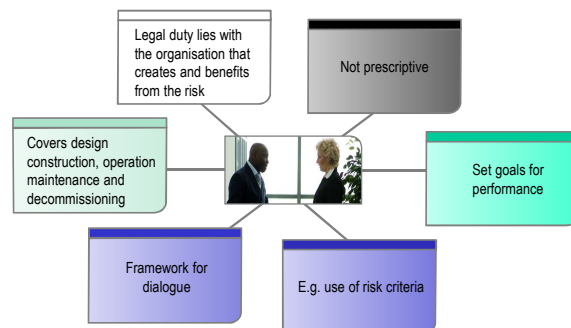 Legal duty lies with
the organisation that
creates and benefits
from the risk
Not prescriptive
Covers design
construction, operation
maintenance and
decommissioning
Set goals for
performance
Framework for
dialogue
E.g. use of risk criteria